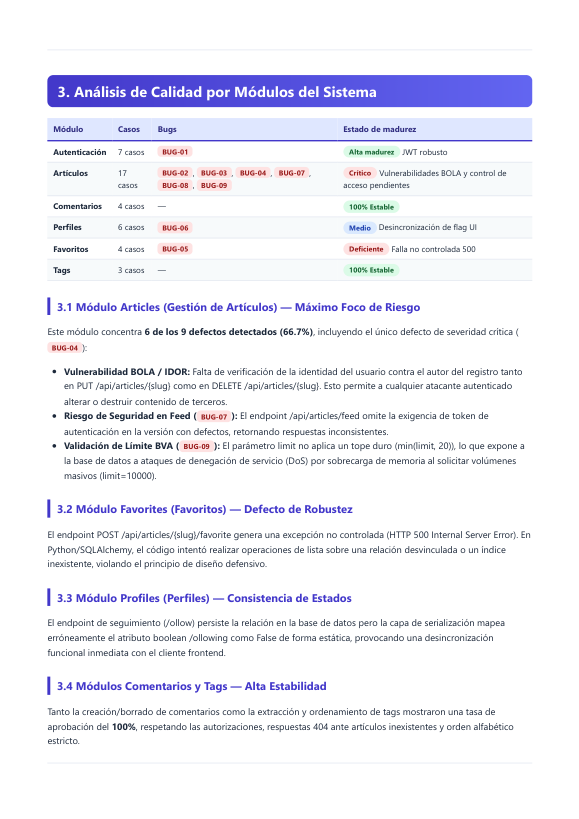 3. Análisis de Calidad por Módulos del Sistema
Módulo Casos Bugs Estado de madurez
Autenticación 7 casos BUG-01 Alta madurez JWT robusto
Artículos 17 casos BUG-02 , BUG-03 , BUG-04 , BUG-07 , BUG-08 , BUG-09 Crítico Vulnerabilidades BOLA y control de acceso pendientes
Comentarios 4 casos — 100% Estable
Perfiles 6 casos BUG-06 Medio Desincronización de flag UI
Favoritos 4 casos BUG-05 Deficiente Falla no controlada 500
Tags 3 casos — 100% Estable
3.1 Módulo Articles (Gestión de Artículos) — Máximo Foco de Riesgo
Este módulo concentra 6 de los 9 defectos detectados (66.7%), incluyendo el único defecto de severidad crítica (
BUG-04 ):
• Vulnerabilidad BOLA / IDOR: Falta de verificación de la identidad del usuario contra el autor del registro tanto
en PUT /api/articles/{slug} como en DELETE /api/articles/{slug}. Esto permite a cualquier atacante autenticado
alterar o destruir contenido de terceros.
• Riesgo de Seguridad en Feed ( BUG-07 ): El endpoint /api/articles/feed omite la exigencia de token de
autenticación en la versión con defectos, retornando respuestas inconsistentes.
• Validación de Límite BVA ( BUG-09 ): El parámetro limit no aplica un tope duro (min(limit, 20)), lo que expone a
la base de datos a ataques de denegación de servicio (DoS) por sobrecarga de memoria al solicitar volúmenes
masivos (limit=10000).
3.2 Módulo Favorites (Favoritos) — Defecto de Robustez
El endpoint POST /api/articles/{slug}/favorite genera una excepción no controlada (HTTP 500 Internal Server Error). En
Python/SQLAlchemy, el código intentó realizar operaciones de lista sobre una relación desvinculada o un índice
inexistente, violando el principio de diseño defensivo.
3.3 Módulo Profiles (Perfiles) — Consistencia de Estados
El endpoint de seguimiento (/ollow) persiste la relación en la base de datos pero la capa de serialización mapea
erróneamente el atributo boolean /ollowing como False de forma estática, provocando una desincronización
funcional inmediata con el cliente frontend.
3.4 Módulos Comentarios y Tags — Alta Estabilidad
Tanto la creación/borrado de comentarios como la extracción y ordenamiento de tags mostraron una tasa de
aprobación del 100%, respetando las autorizaciones, respuestas 404 ante artículos inexistentes y orden alfabético
estricto.